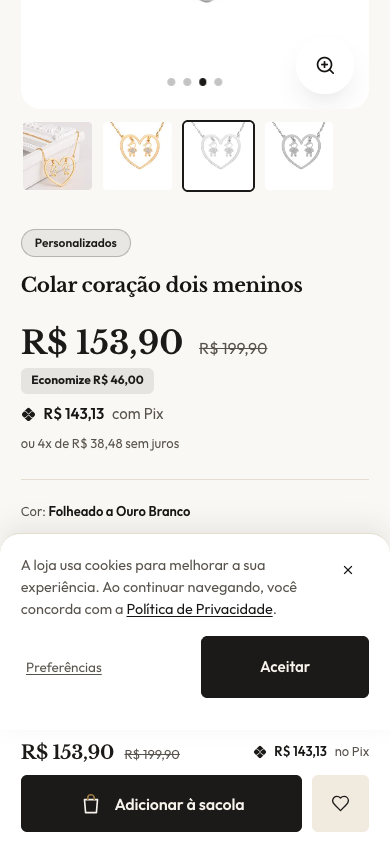 Personalizados
Colar coração dois meninos
R$ 153,90 R$ 199,90
Economize R$ 46,00
R$ 143,13 com Pix
ou 4x de R$ 38,48 sem juros
Cor: Folheado a Ouro Branco
A loja usa cookies para melhorar a sua
experiência. Ao continuar navegando, você
concorda com a Política de Privacidade.
Preferências
Aceitar
R$ 153,90 R$ 199,90
R$ 143,13 no Pix
Adicionar à sacola